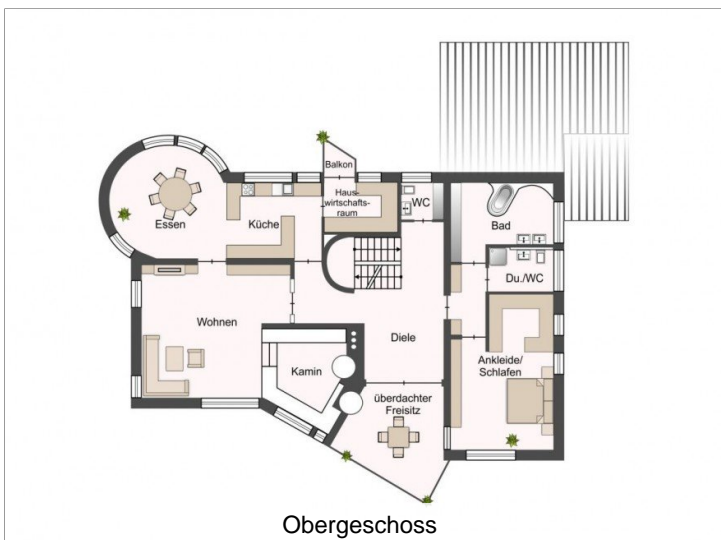 Balkon
Haus-
wirtschafts-
raum
WC
Essen
Küche
Bad
Du./WC
Wohnen
Diele
Kamin
Ankleide/
Schlafen
überdachter
Freisitz
Obergeschoss